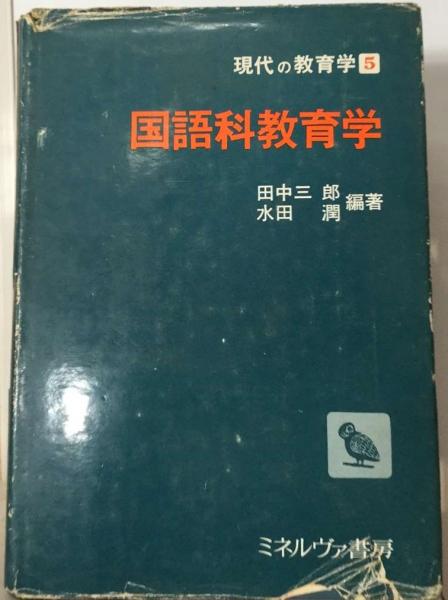 現代の教育学 5
国語科教育学
田中三郎
水田潤 編著
ミネルヴァ書房